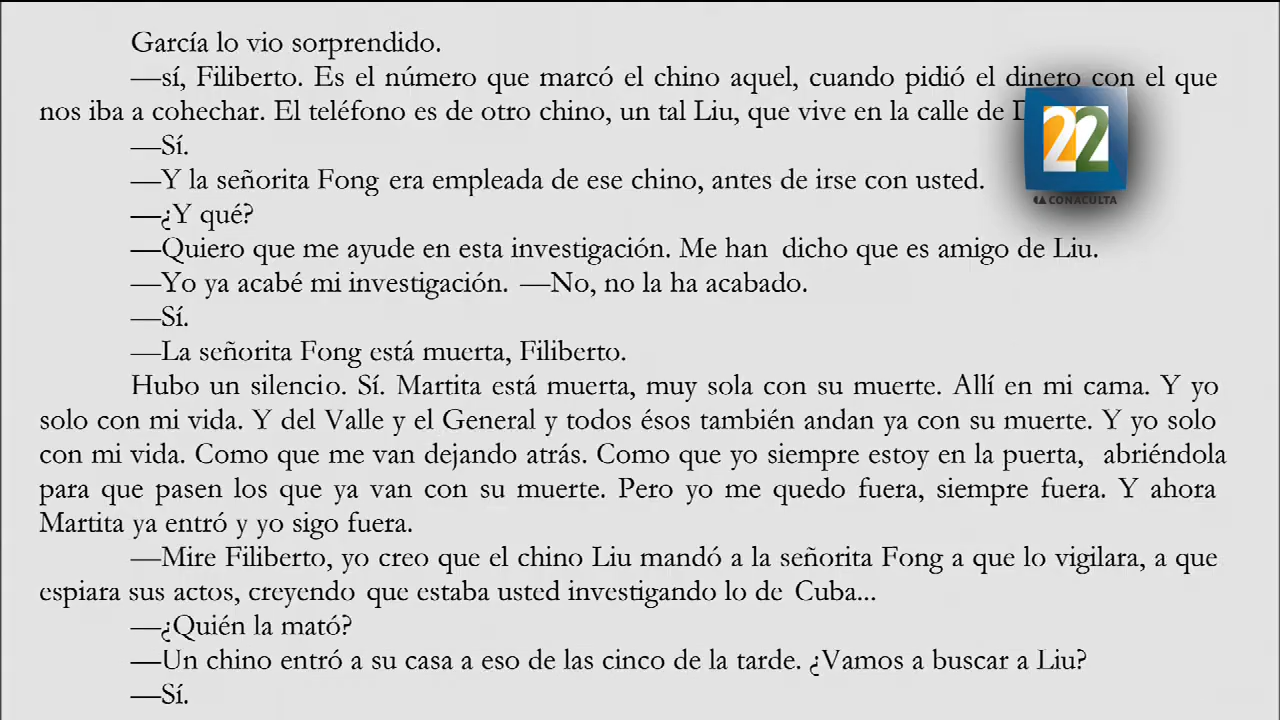 García lo vio sorprendido.
—sí, Filiberto. Es el número que marcó el chino aquel, cuando pidió el dinero con el que
nos iba a cohechar. El teléfono es de otro chino, un tal Liu, que vive en la calle de
22
CONACULTA
—Sí.
—Y la señorita Fong era empleada de ese chino, antes de irse con usted.
—¿Y qué?
—Quiero que me ayude en esta investigación. Me han dicho que es amigo de Liu.
—Yo ya acabé mi investigación. —No, no la ha acabado.
—Sí.
—La señorita Fong está muerta, Filiberto.
Hubo un silencio. Sí. Martita está muerta, muy sola con su muerte. Allí en mi cama. Y yo
solo con mi vida. Y del Valle y el General y todos ésos también andan ya con su muerte. Y yo solo
con mi vida. Como que me van dejando atrás. Como que yo siempre estoy en la puerta, abriéndola
para que pasen los que ya van con su muerte. Pero yo me quedo fuera, siempre fuera. Y ahora
Martita ya entró y yo sigo fuera.
—Mire Filiberto, yo creo que el chino Liu mandó a la señorita Fong a que lo vigilara, a que
espiara sus actos, creyendo que estaba usted investigando lo de Cuba...
—¿Quién la mató?
—Un chino entró a su casa a eso de las cinco de la tarde. ¿Vamos a buscar a Liu?
—Sí.